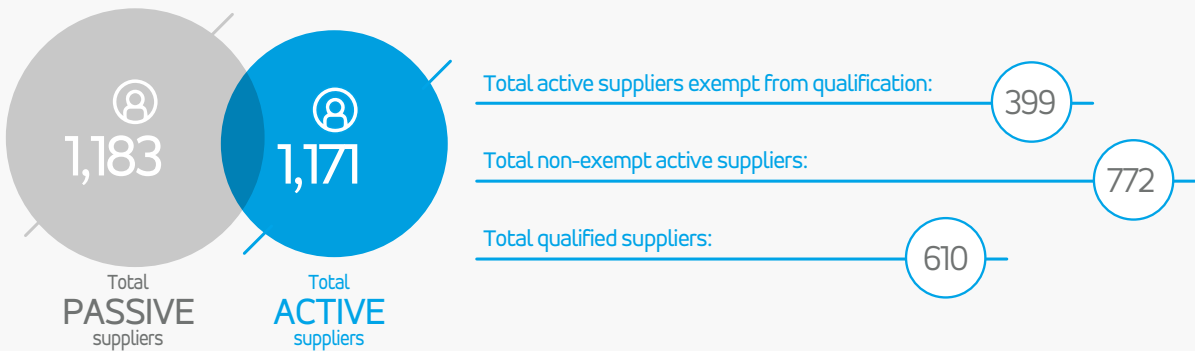 1,183
Total
PASSIVE
suppliers
1,171
Total
ACTIVE
suppliers
Total active suppliers exempt from qualification:
399
Total non-exempt active suppliers:
772
Total qualified suppliers:
610